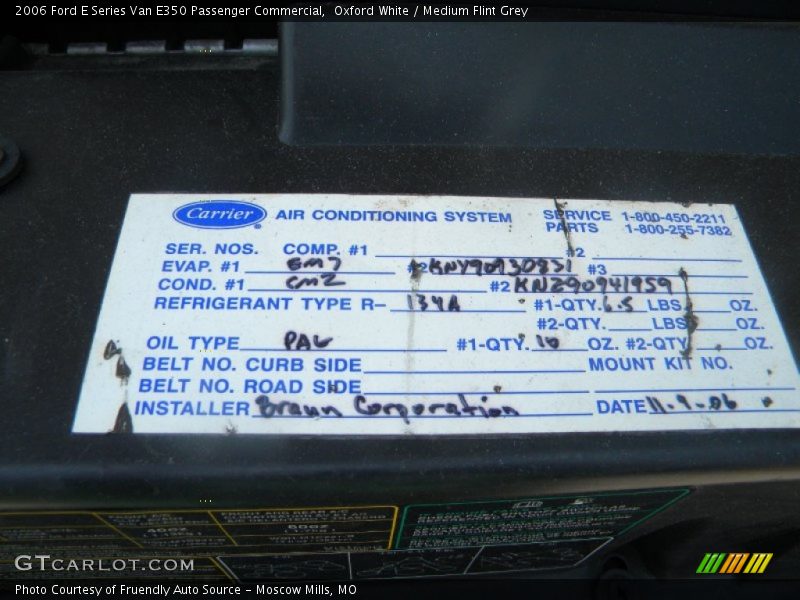 2006 Ford E Series Van E350 Passenger Commercial,  Oxford White / Medium Flint Grey
Carrier AIR CONDITIONING SYSTEM SERVICE 1-800-450-2211
PARTS 1-800-255-7382
SER. NOS. COMP. #1 #2
EVAP. #1 EM7 #2 KNY90930831 #3
COND. #1 CM2 #2 KNZ90941959
REFRIGERANT TYPE R- 134A #1-QTY. 6.5 LBS. OZ.
#2-QTY. LBS. OZ.
OIL TYPE PAG #1-QTY. 10 OZ. #2-QTY. OZ.
BELT NO. CURB SIDE MOUNT KIT NO.
BELT NO. ROAD SIDE
INSTALLER Braun Corporation DATE 11-9-06
GTCARLOT.COM
Photo Courtesy of Fruendly Auto Source - Moscow Mills, MO